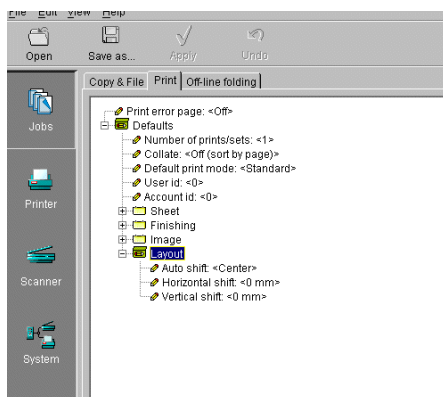 File Edit View Help
Open Save as... Apply Undo
Copy & File Print Off-line folding
Jobs
Printer
Scanner
System
Print error page: <Off>
Defaults
Number of prints/sets: <1>
Collate: <Off (sort by page)>
Default print mode: <Standard>
User id: <0>
Account id: <0>
Sheet
Finishing
Image
Layout
Auto shift: <Center>
Horizontal shift: <0 mm>
Vertical shift: <0 mm>